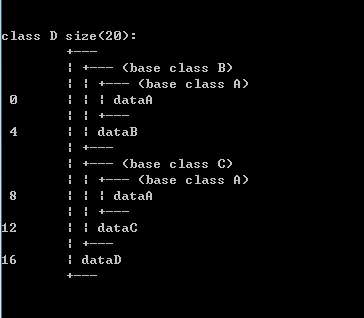 class D size(20):
        +---
        ¦ +--- (base class B)
        ¦ ¦ +--- (base class A)
 0      ¦ ¦ ¦ dataA
        ¦ ¦ +---
 4      ¦ ¦ dataB
        ¦ +---
        ¦ +--- (base class C)
        ¦ ¦ +--- (base class A)
 8      ¦ ¦ ¦ dataA
        ¦ ¦ +---
12      ¦ ¦ dataC
        ¦ +---
16      ¦ dataD
        +---